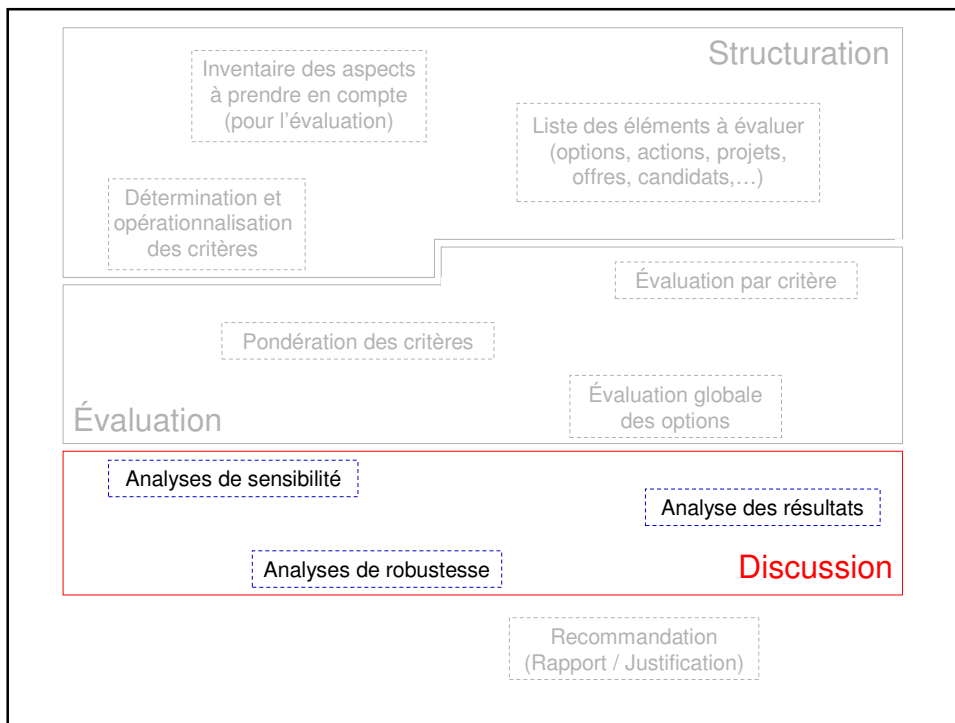 Structuration
Inventaire des aspects
à prendre en compte
(pour l'évaluation)
Liste des éléments à évaluer
(options, actions, projets,
offres, candidats,…)
Détermination et
opérationnalisation
des critères
Évaluation par critère
Pondération des critères
Évaluation globale
des options
Évaluation
Analyses de sensibilité
Analyse des résultats
Analyses de robustesse
Discussion
Recommandation
(Rapport / Justification)